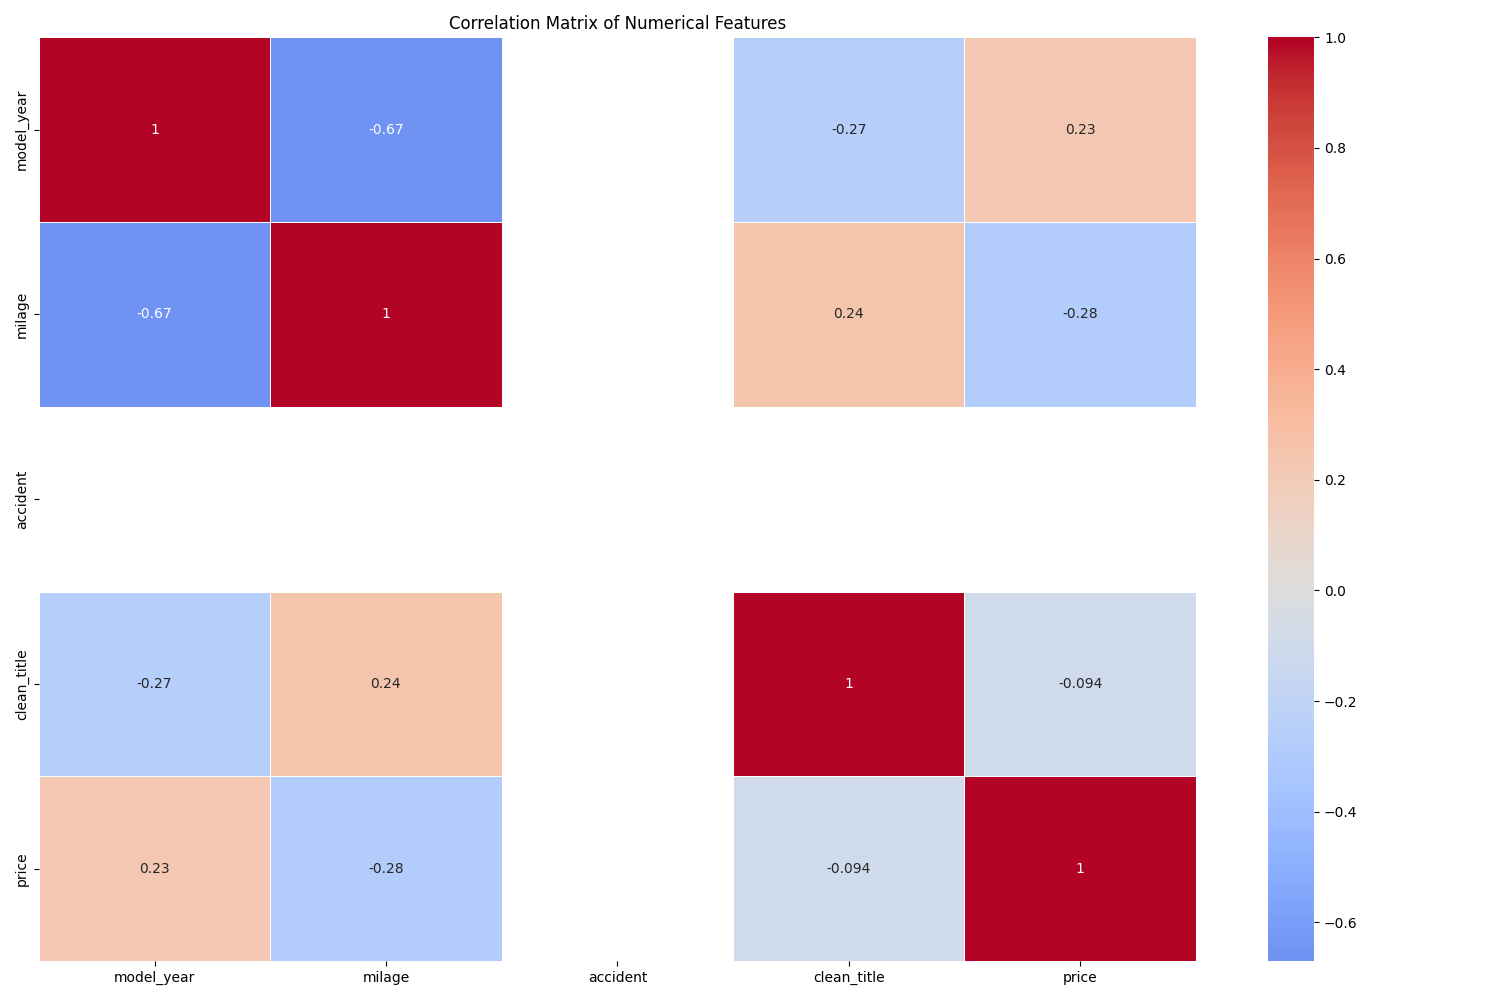 Correlation Matrix of Numerical Features
model_year
1
-0.67
-0.27
0.23
milage
-0.67
1
0.24
-0.28
accident
clean_title
-0.27
0.24
1
-0.094
price
0.23
-0.28
-0.094
1
model_year
milage
accident
clean_title
price
1.0
0.8
0.6
0.4
0.2
0.0
−0.2
−0.4
−0.6